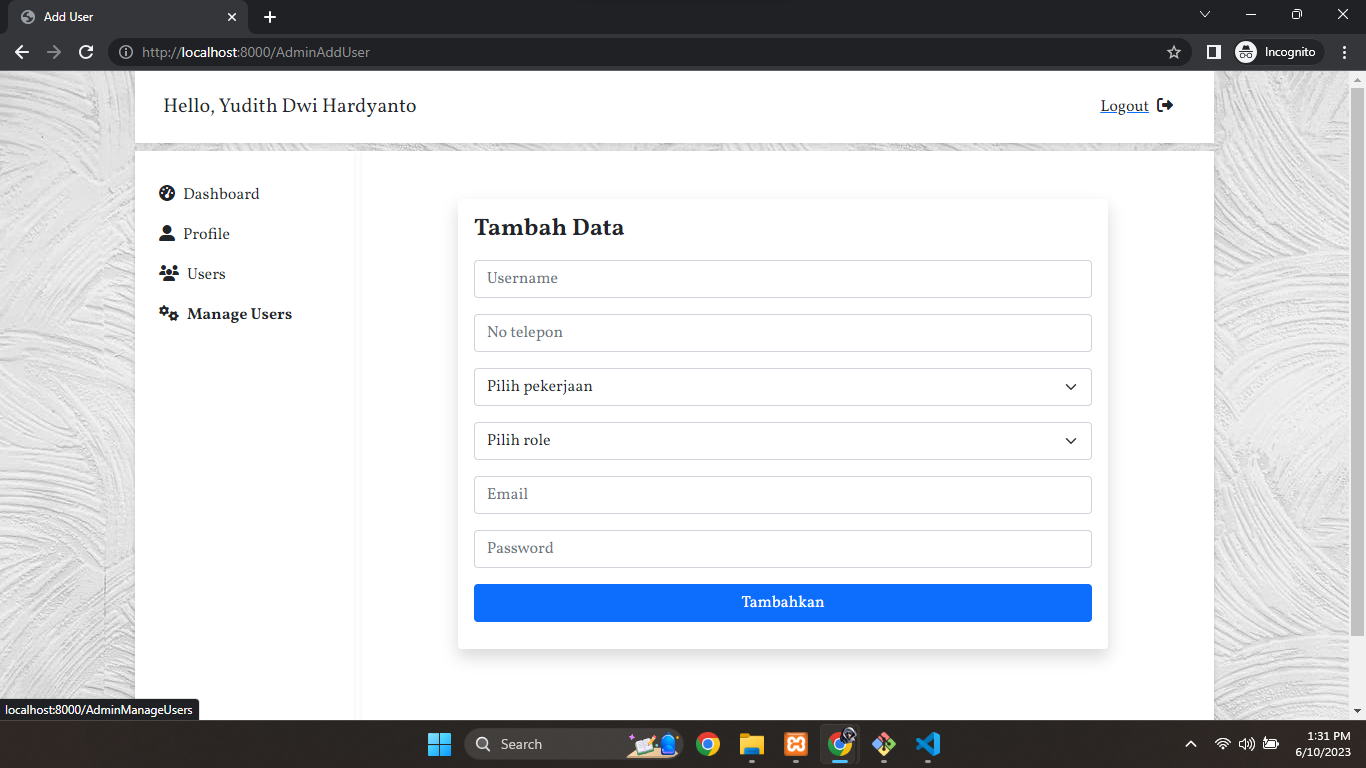 Add User
http://localhost:8000/AdminAddUser
Incognito
Hello, Yudith Dwi Hardyanto
Logout
Dashboard
Profile
Users
Manage Users
Tambah Data
Username
No telepon
Pilih pekerjaan
Pilih role
Email
Password
Tambahkan
localhost:8000/AdminManageUsers
Search
1:31 PM
6/10/2023